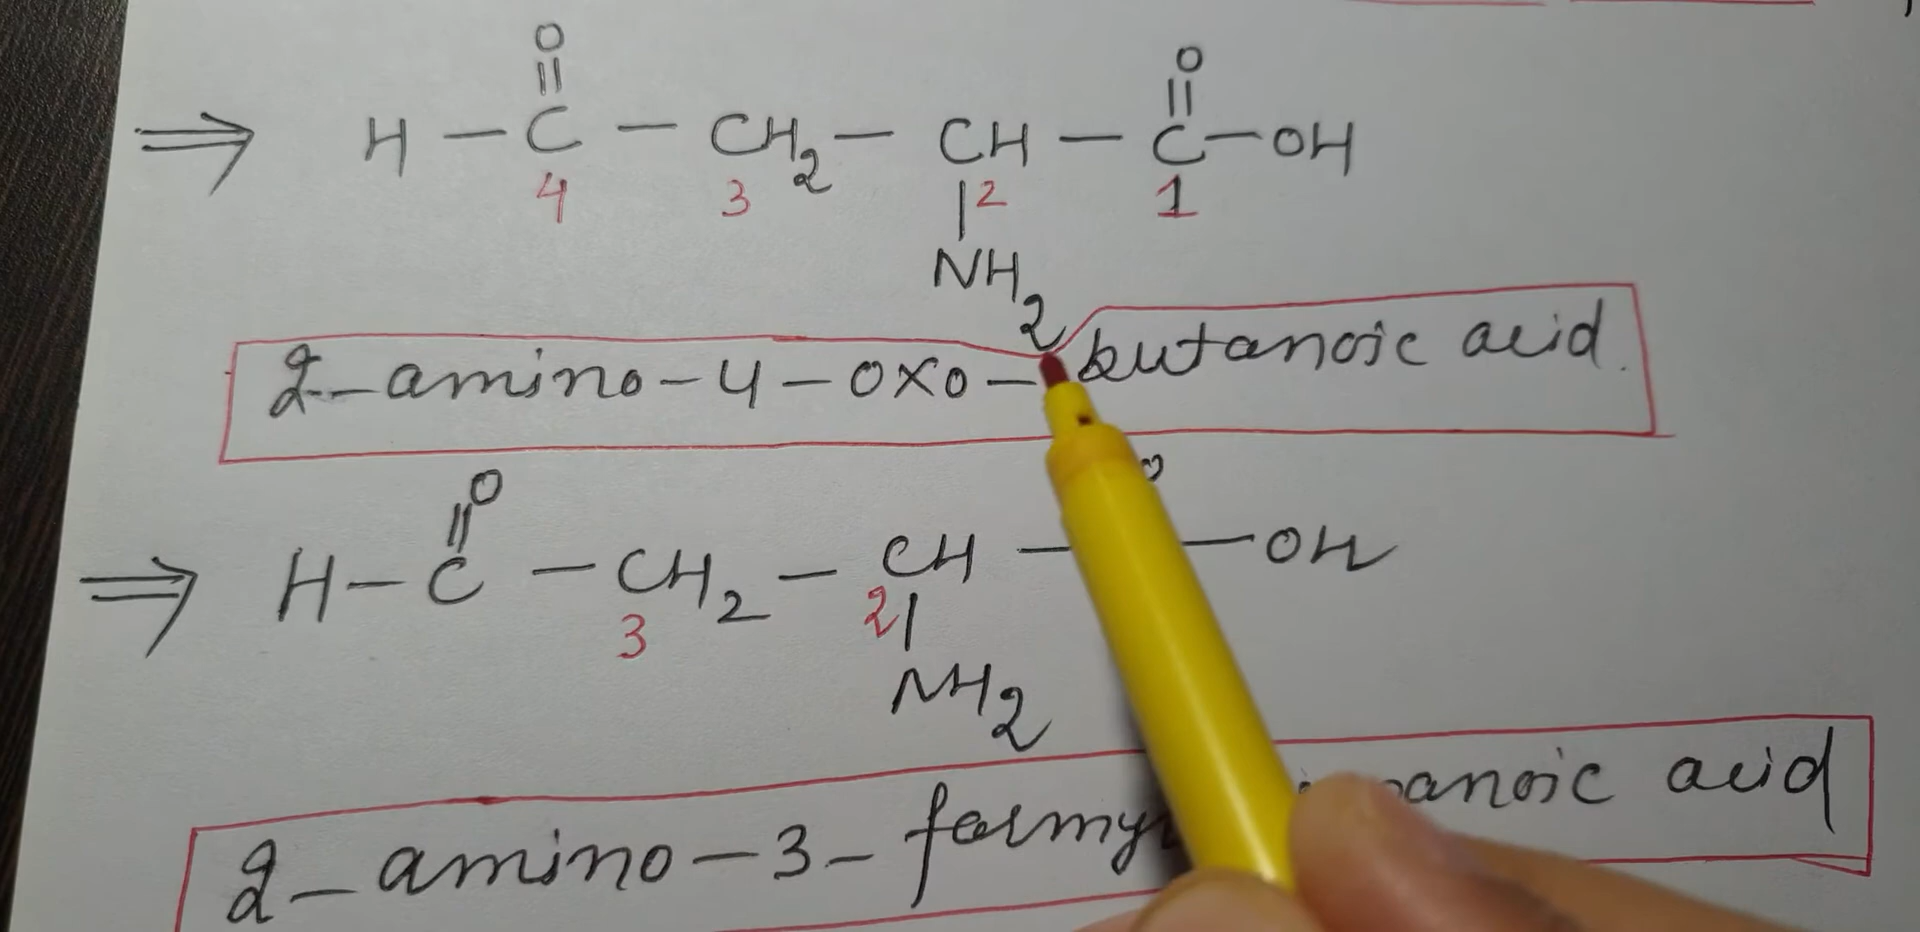 O O
⇒ H – C – CH2 – CH – C – OH
4 3 2 1
NH2
2-amino-4-oxo-butanoic acid.
O O
⇒ H – C – CH2 – CH – – OH
3 2
NH2
2-amino-3-formy anoic acid